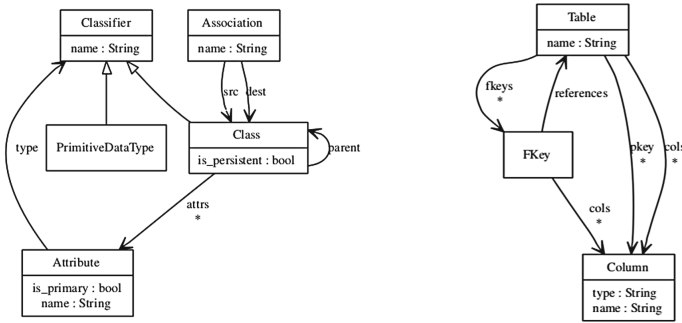 Classifier
name : String
Association
name : String
src
dest
type
PrimitiveDataType
Class
is_persistent : bool
parent
attrs
*
Attribute
is_primary : bool
name : String
Table
name : String
fkeys
*
references
FKey
pkey
*
cols
*
cols
*
Column
type : String
name : String